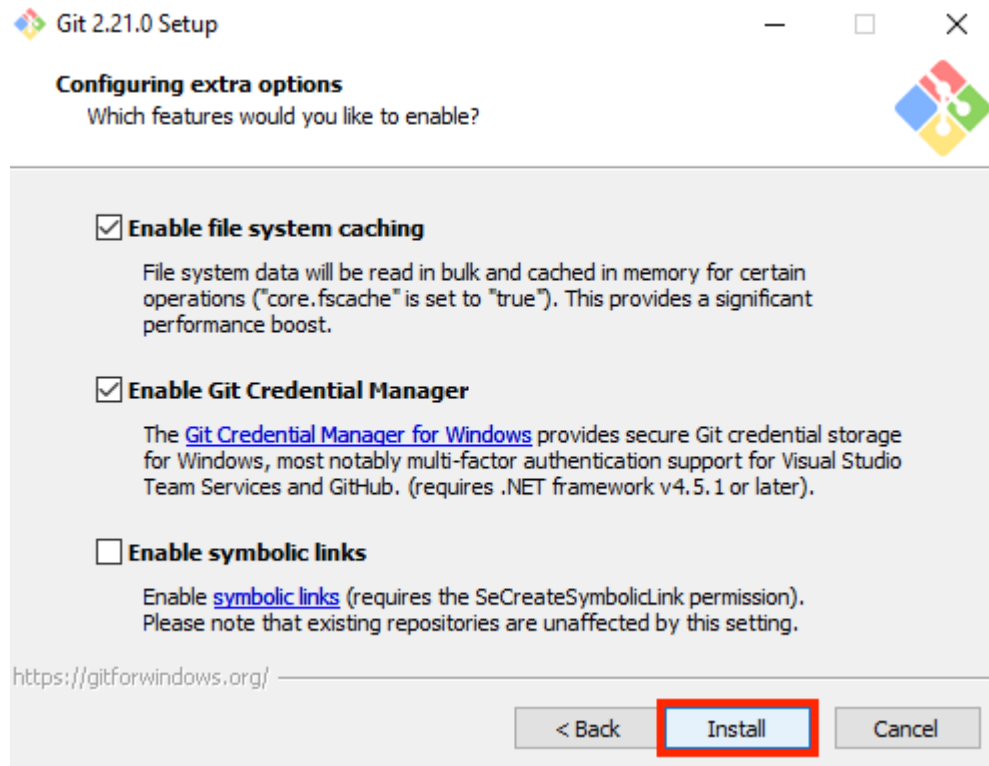 Git 2.21.0 Setup
Configuring extra options
Which features would you like to enable?
Enable file system caching
File system data will be read in bulk and cached in memory for certain
operations ("core.fscache" is set to "true"). This provides a significant
performance boost.
Enable Git Credential Manager
The Git Credential Manager for Windows provides secure Git credential storage
for Windows, most notably multi-factor authentication support for Visual Studio
Team Services and GitHub. (requires .NET framework v4.5.1 or later).
Enable symbolic links
Enable symbolic links (requires the SeCreateSymbolicLink permission).
Please note that existing repositories are unaffected by this setting.
https://gitforwindows.org/
< Back Install Cancel